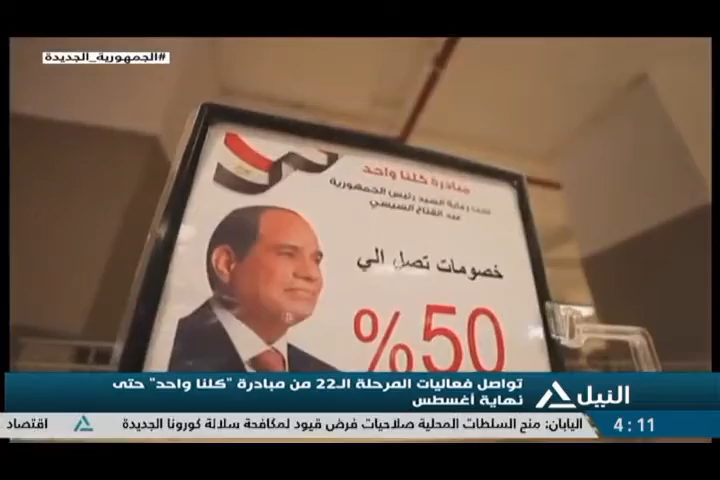 #الجمهورية_الجديدة
مبادرة كلنا واحد
تحت رعاية السيد رئيس الجمهورية
عبد الفتاح السيسي
خصومات تصل الي
%50
تواصل فعاليات المرحلة الـ22 من مبادرة "كلنا واحد" حتى
نهاية أغسطس
النيل
4:11
اليابان: منح السلطات المحلية صلاحيات فرض قيود لمكافحة سلالة كورونا الجديدة
اقتصاد